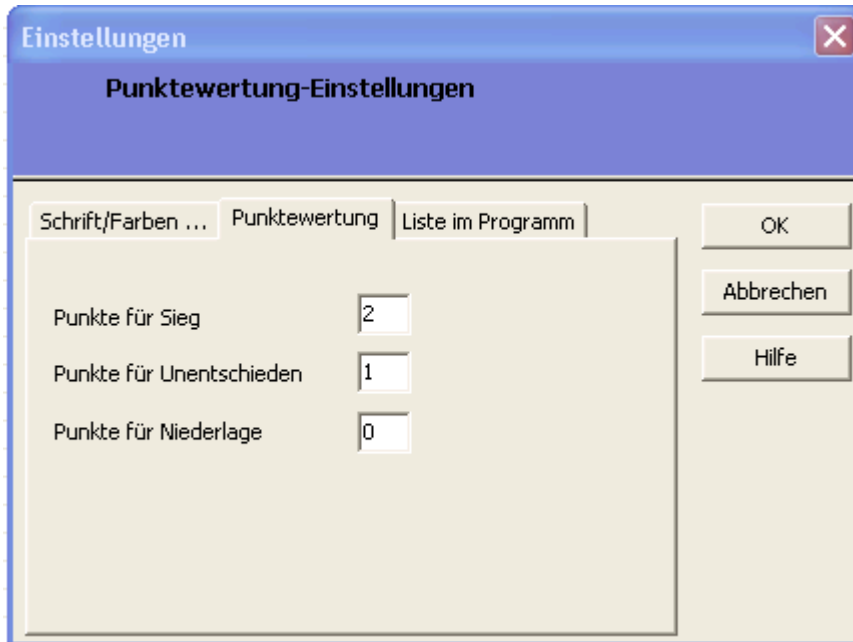 Einstellungen
Punktewertung-Einstellungen
Schrift/Farben ... Punktewertung Liste im Programm
OK
Abbrechen
Hilfe
Punkte für Sieg 2
Punkte für Unentschieden 1
Punkte für Niederlage 0